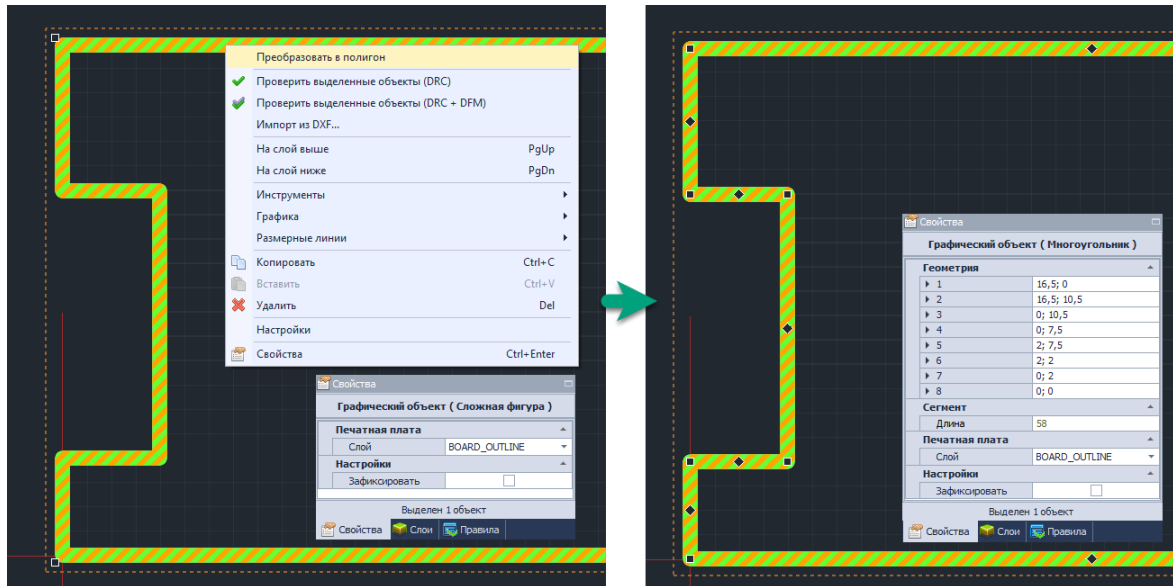 Преобразовать в полигон
Проверить выделенные объекты (DRC)
Проверить выделенные объекты (DRC + DFM)
Импорт из DXF...
На слой выше PgUp
На слой ниже PgDn
Инструменты
Графика
Размерные линии
Копировать Ctrl+C
Вставить Ctrl+V
Удалить Del
Настройки
Свойства Ctrl+Enter
Свойства
Графический объект ( Сложная фигура )
Печатная плата
Слой BOARD_OUTLINE
Настройки
Зафиксировать
Выделен 1 объект
Свойства Слои Правила
Свойства
Графический объект ( Многоугольник )
Геометрия
1 16,5; 0
2 16,5; 10,5
3 0; 10,5
4 0; 7,5
5 2; 7,5
6 2; 2
7 0; 2
8 0; 0
Сегмент
Длина 58
Печатная плата
Слой BOARD_OUTLINE
Настройки
Зафиксировать
Выделен 1 объект
Свойства Слои Правила